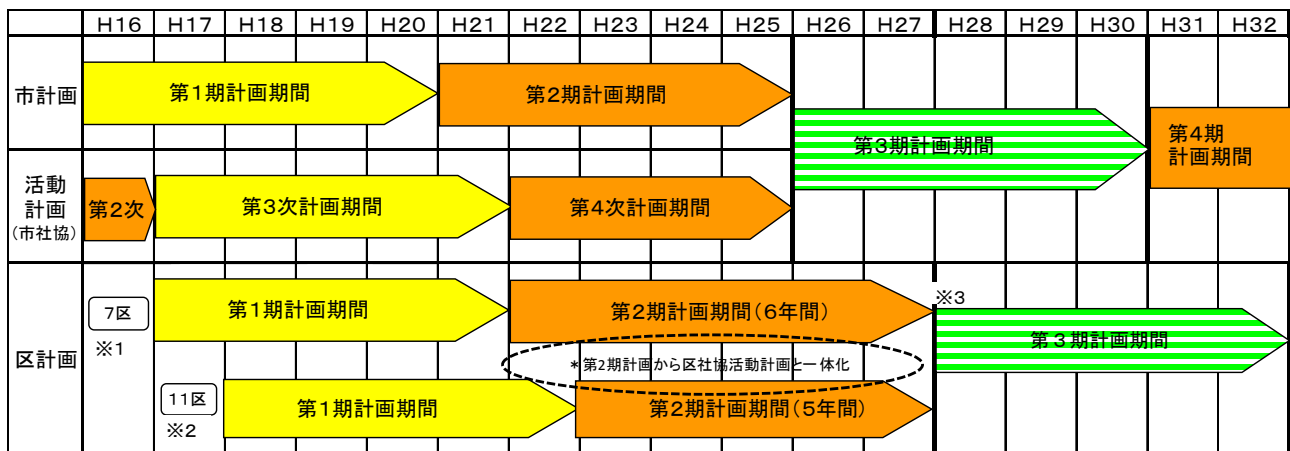 H16 H17 H18 H19 H20 H21 H22 H23 H24 H25 H26 H27 H28 H29 H30 H31 H32
市計画
第1期計画期間
第2期計画期間
第3期計画期間
第4期
計画期間
活動
計画
(市社協)
第2次
第3次計画期間
第4次計画期間
区計画
7区
※1
第1期計画期間
第2期計画期間(6年間)
※3
第3期計画期間
*第2期計画から区社協活動計画と一体化
11区
※2
第1期計画期間
第2期計画期間(5年間)